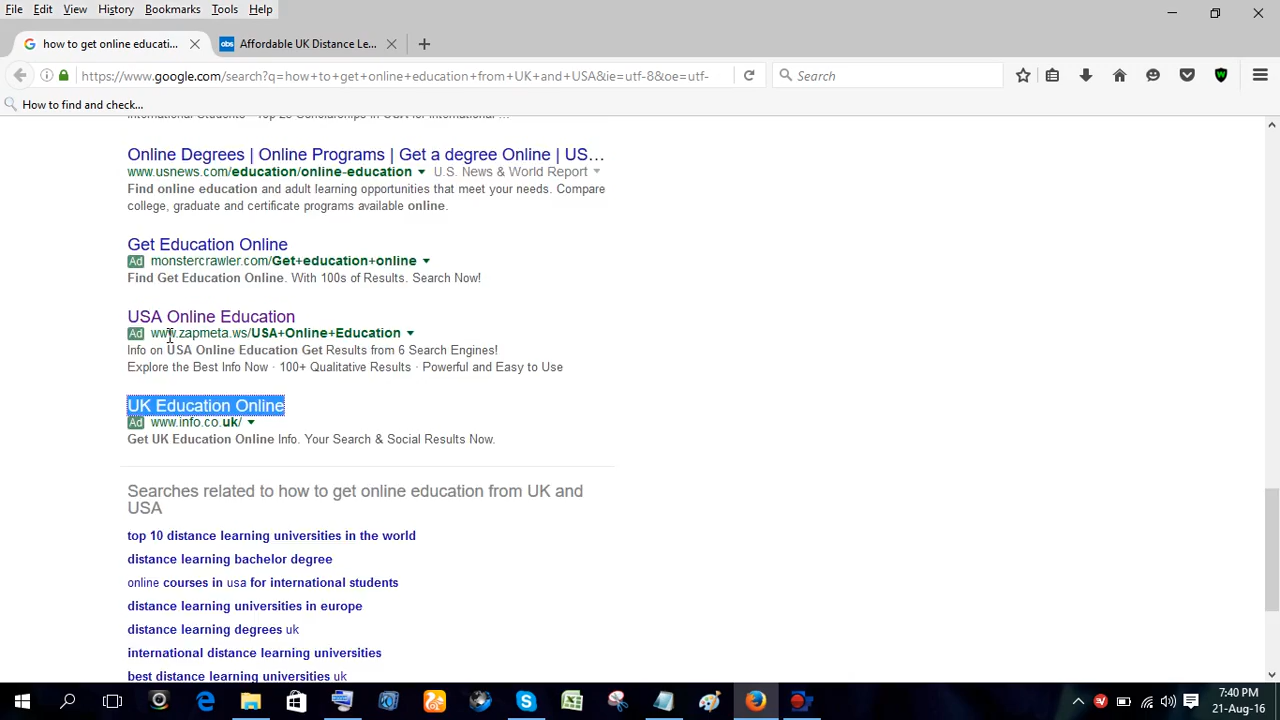 File Edit View History Bookmarks Tools Help
how to get online educati... Affordable UK Distance Le...
https://www.google.com/search?q=how+to+get+online+education+from+UK+and+USA&ie=utf-8&oe=utf- Search
How to find and check...
International Students - Top 25 Scholarships in USA for International ...
Online Degrees | Online Programs | Get a degree Online | US...
www.usnews.com/education/online-education U.S. News & World Report
Find online education and adult learning opportunities that meet your needs. Compare
college, graduate and certificate programs available online.
Get Education Online
Ad monstercrawler.com/Get+education+online
Find Get Education Online. With 100s of Results. Search Now!
USA Online Education
Ad www.zapmeta.ws/USA+Online+Education
Info on USA Online Education Get Results from 6 Search Engines!
Explore the Best Info Now · 100+ Qualitative Results · Powerful and Easy to Use
UK Education Online
Ad www.info.co.uk/
Get UK Education Online Info. Your Search & Social Results Now.
Searches related to how to get online education from UK and
USA
top 10 distance learning universities in the world
distance learning bachelor degree
online courses in usa for international students
distance learning universities in europe
distance learning degrees uk
international distance learning universities
best distance learning universities uk
7:40 PM
21-Aug-16